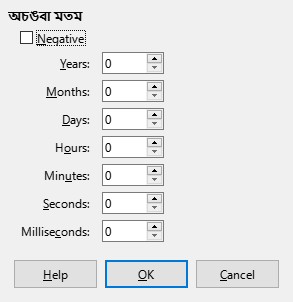 অচঙবা মতম
Negative
Years: 0
Months: 0
Days: 0
Hours: 0
Minutes: 0
Seconds: 0
Milliseconds: 0
Help OK Cancel